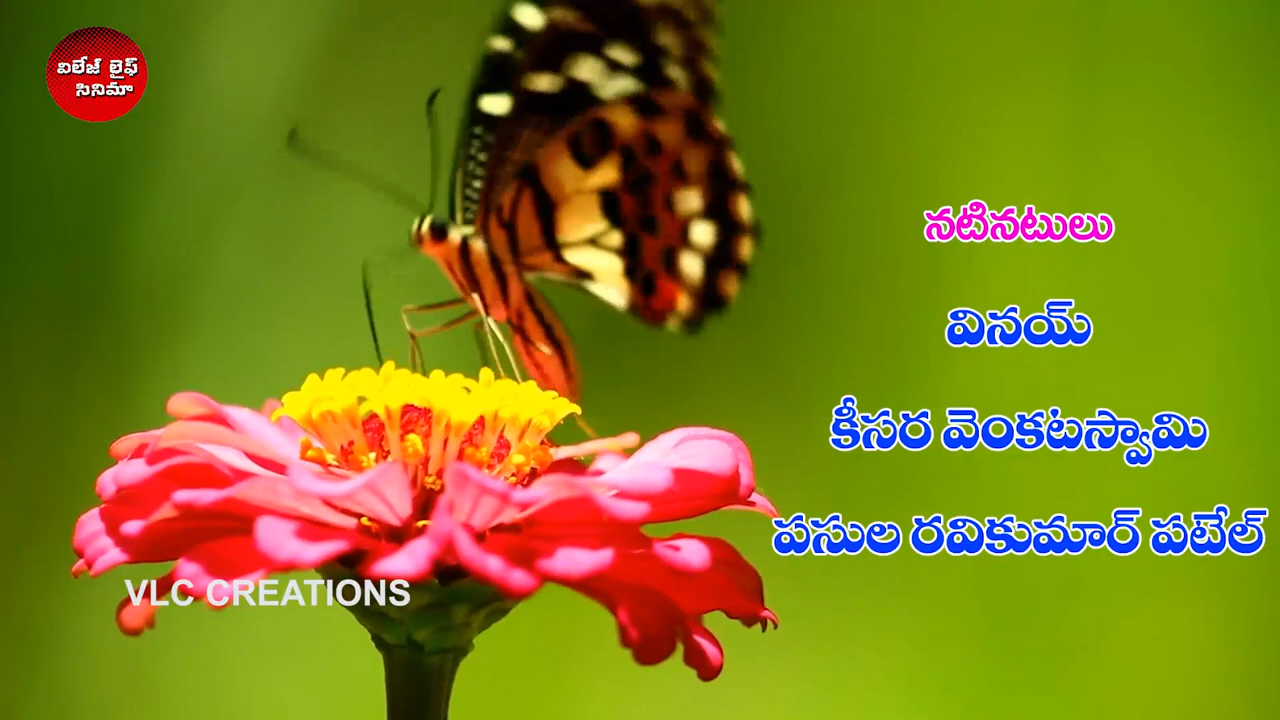 విలేజ్ లైఫ్
సినిమా
నటినటులు
వినయ్
కీసర వెంకటస్వామి
పసుల రవికుమార్ పటేల్
VLC CREATIONS